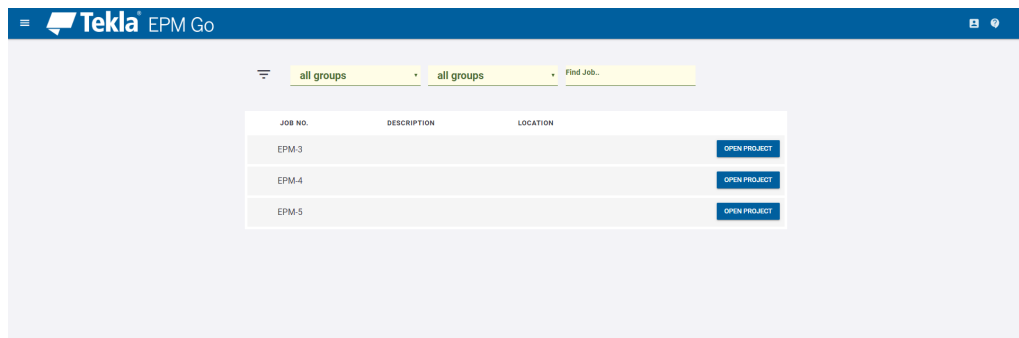 Tekla® EPM Go
all groups all groups Find Job..
JOB NO. DESCRIPTION LOCATION
EPM-3 OPEN PROJECT
EPM-4 OPEN PROJECT
EPM-5 OPEN PROJECT